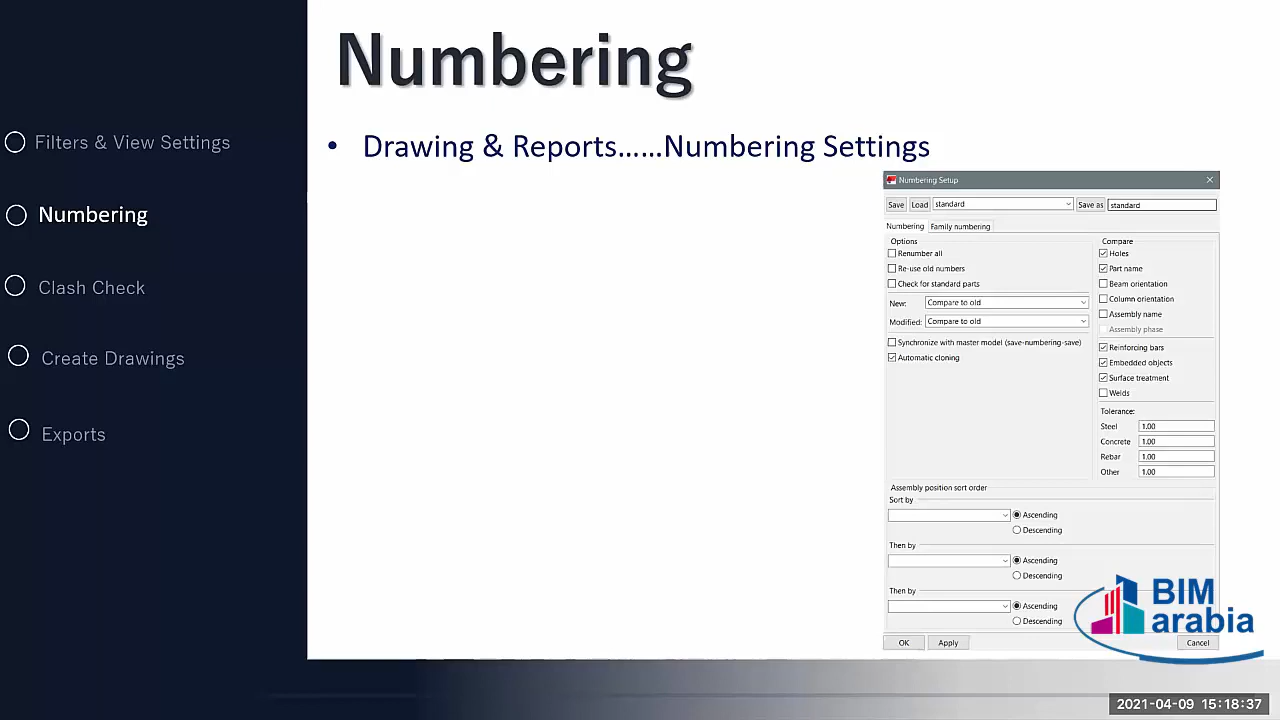 Numbering
Filters & View Settings
Numbering
Clash Check
Create Drawings
Exports
• Drawing & Reports......Numbering Settings
Numbering Setup
Save Load standard Save as standard
Numbering Family numbering
Options
Renumber all
Re-use old numbers
Check for standard parts
New: Compare to old
Modified: Compare to old
Synchronize with master model (save-numbering-save)
Automatic cloning
Compare
Holes
Part name
Beam orientation
Column orientation
Assembly name
Assembly phase
Reinforcing bars
Embedded objects
Surface treatment
Welds
Tolerance:
Steel 1.00
Concrete 1.00
Rebar 1.00
Other 1.00
Assembly position sort order
Sort by
Ascending
Descending
Then by
Ascending
Descending
Then by
Ascending
Descending
OK Apply Cancel
BIM
arabia
2021-04-09 15:18:37